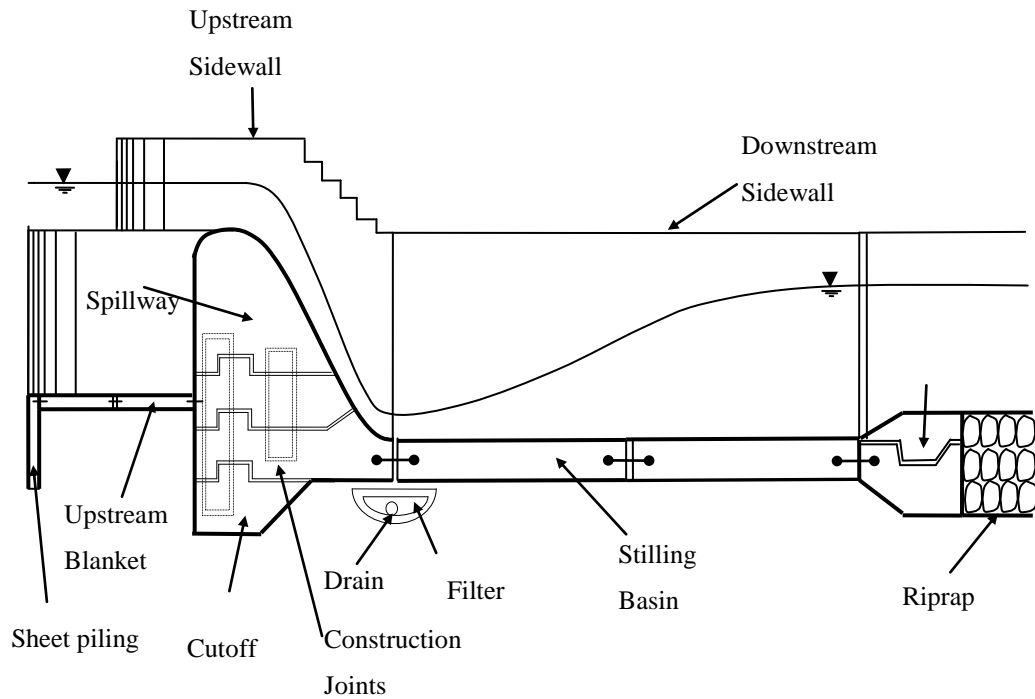 Upstream
Sidewall
Downstream
Sidewall
Spillway
Upstream
Blanket
Drain
Filter
Stilling
Basin
Riprap
Sheet piling
Cutoff
Construction
Joints